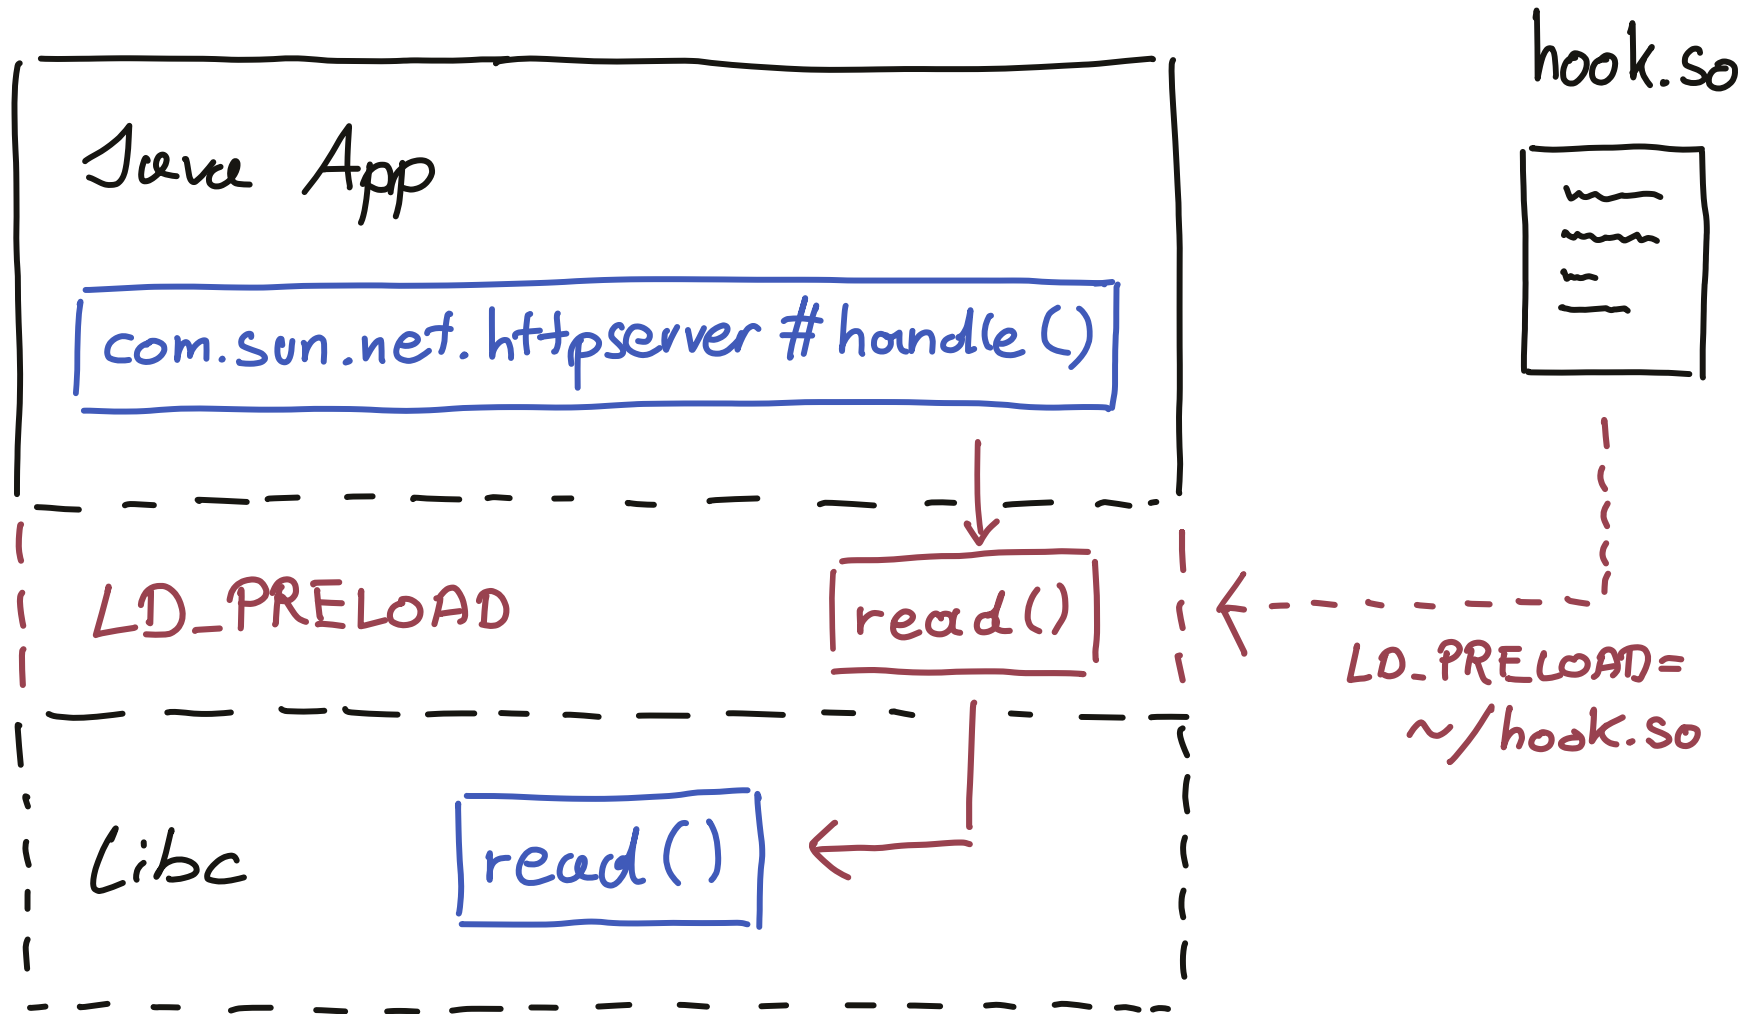 hook.so
Java App
com.sun.net.httpserver#handle()
LD_PRELOAD
read()
LD_PRELOAD=
~/hook.so
Libc
read()